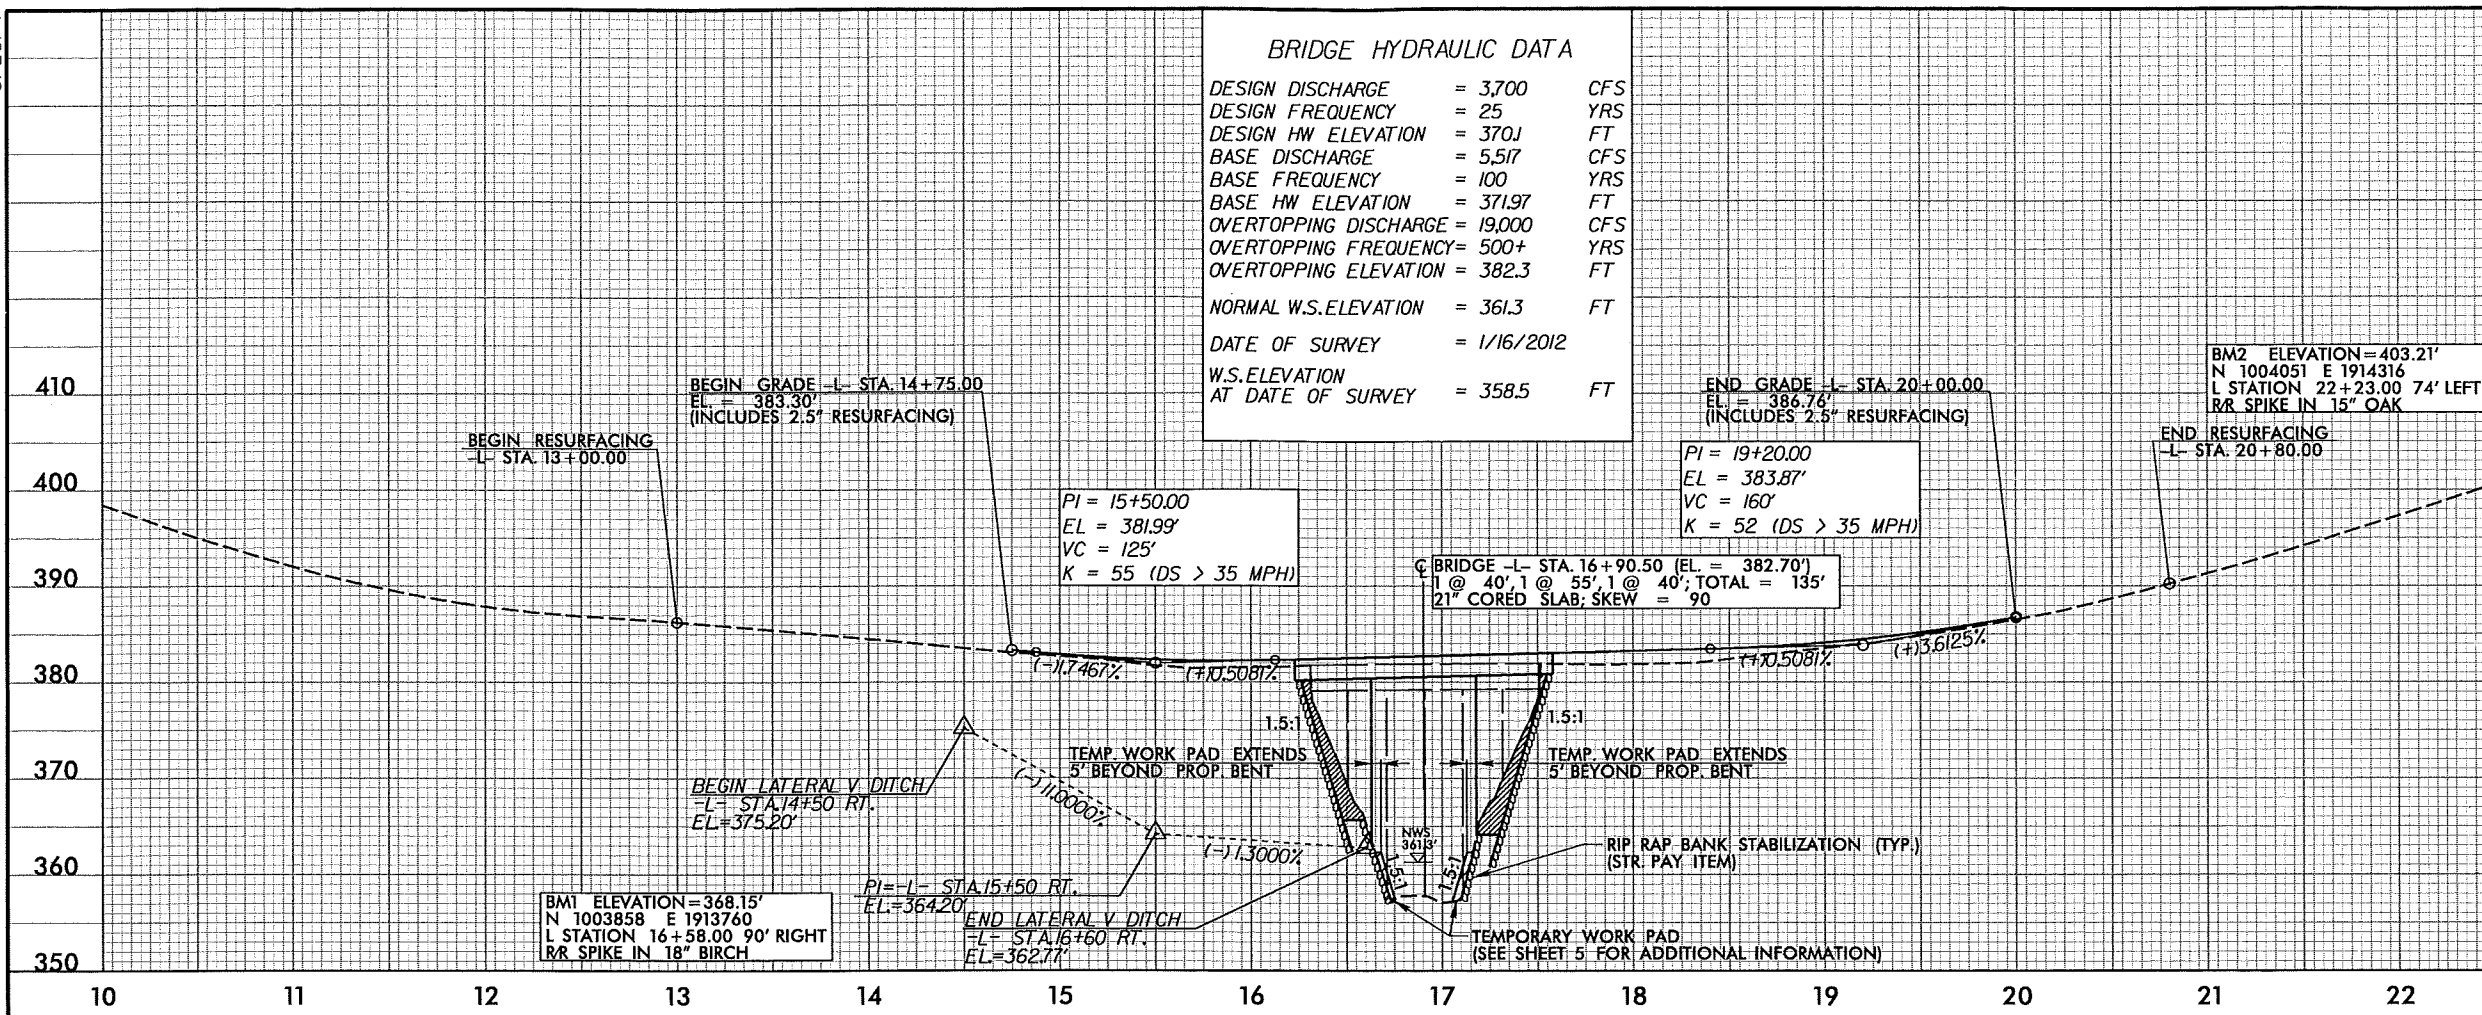 BRIDGE HYDRAULIC DATA
DESIGN DISCHARGE = 3,700 CFS
DESIGN FREQUENCY = 25 YRS
DESIGN HW ELEVATION = 370.1 FT
BASE DISCHARGE = 5,517 CFS
BASE FREQUENCY = 100 YRS
BASE HW ELEVATION = 371.97 FT
OVERTOPPING DISCHARGE = 19,000 CFS
OVERTOPPING FREQUENCY = 500+ YRS
OVERTOPPING ELEVATION = 382.3 FT
NORMAL W.S. ELEVATION = 361.3 FT
DATE OF SURVEY = 1/16/2012
W.S. ELEVATION
AT DATE OF SURVEY = 358.5 FT
BM2 ELEVATION = 403.21'
N 1004051 E 1914316
L STATION 22+23.00 74' LEFT
R/R SPIKE IN 15" OAK
BEGIN GRADE -L- STA. 14+75.00
EL. = 383.30'
(INCLUDES 2.5" RESURFACING)
END GRADE -L- STA. 20+00.00
EL. = 386.76'
(INCLUDES 2.5" RESURFACING)
BEGIN RESURFACING
-L- STA. 13+00.00
END RESURFACING
-L- STA. 20+80.00
PI = 15+50.00
EL = 381.99'
VC = 125'
K = 55 (DS > 35 MPH)
PI = 19+20.00
EL = 383.87'
VC = 160'
K = 52 (DS > 35 MPH)
℄ BRIDGE -L- STA. 16+90.50 (EL. = 382.70')
1 @ 40', 1 @ 55', 1 @ 40'; TOTAL = 135'
21" CORED SLAB; SKEW = 90
(-)1.7467%
(+)0.5081%
(+)0.5081%
(+)3.6125%
1.5:1
1.5:1
TEMP. WORK PAD EXTENDS
5' BEYOND PROP. BENT
TEMP. WORK PAD EXTENDS
5' BEYOND PROP. BENT
BEGIN LATERAL V DITCH
-L- STA.14+50 RT.
EL.=375.20'
(-)11.0000%
(-)1.3000%
NWS
361.3'
1.5:1
1.5:1
RIP RAP BANK STABILIZATION (TYP.)
(STR. PAY ITEM)
PI=-L- STA.15+50 RT.
EL.=364.20'
END LATERAL V DITCH
-L- STA.16+60 RT.
EL=362.77'
BM1 ELEVATION = 368.15'
N 1003858 E 1913760
L STATION 16+58.00 90' RIGHT
R/R SPIKE IN 18" BIRCH
TEMPORARY WORK PAD
(SEE SHEET 5 FOR ADDITIONAL INFORMATION)
410
400
390
380
370
360
350
10 11 12 13 14 15 16 17 18 19 20 21 22